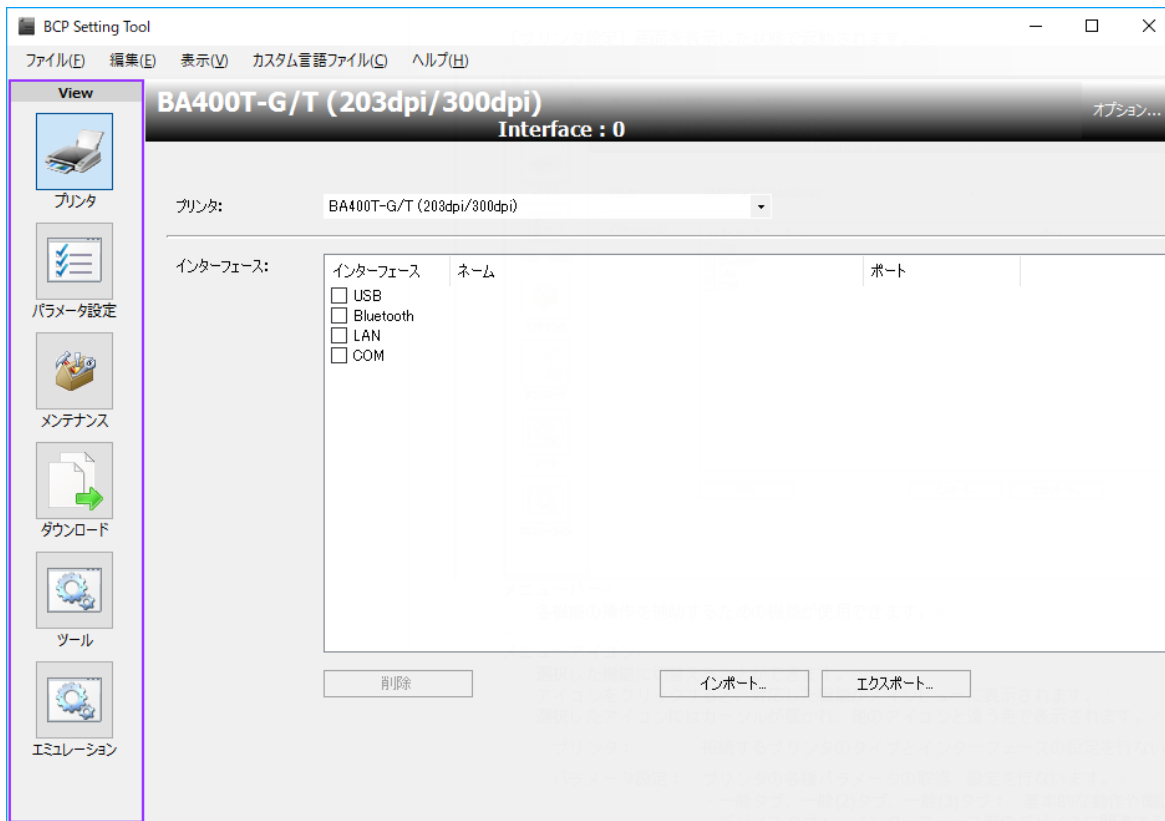 BCP Setting Tool
ファイル(F) 編集(E) 表示(V) カスタム言語ファイル(C) ヘルプ(H)
View
BA400T-G/T (203dpi/300dpi)
Interface : 0
オプション...
プリンタ
パラメータ設定
メンテナンス
ダウンロード
ツール
エミュレーション
プリンタ: BA400T-G/T (203dpi/300dpi)
インターフェース:
インターフェース ネーム ポート
USB
Bluetooth
LAN
COM
削除 インポート... エクスポート...